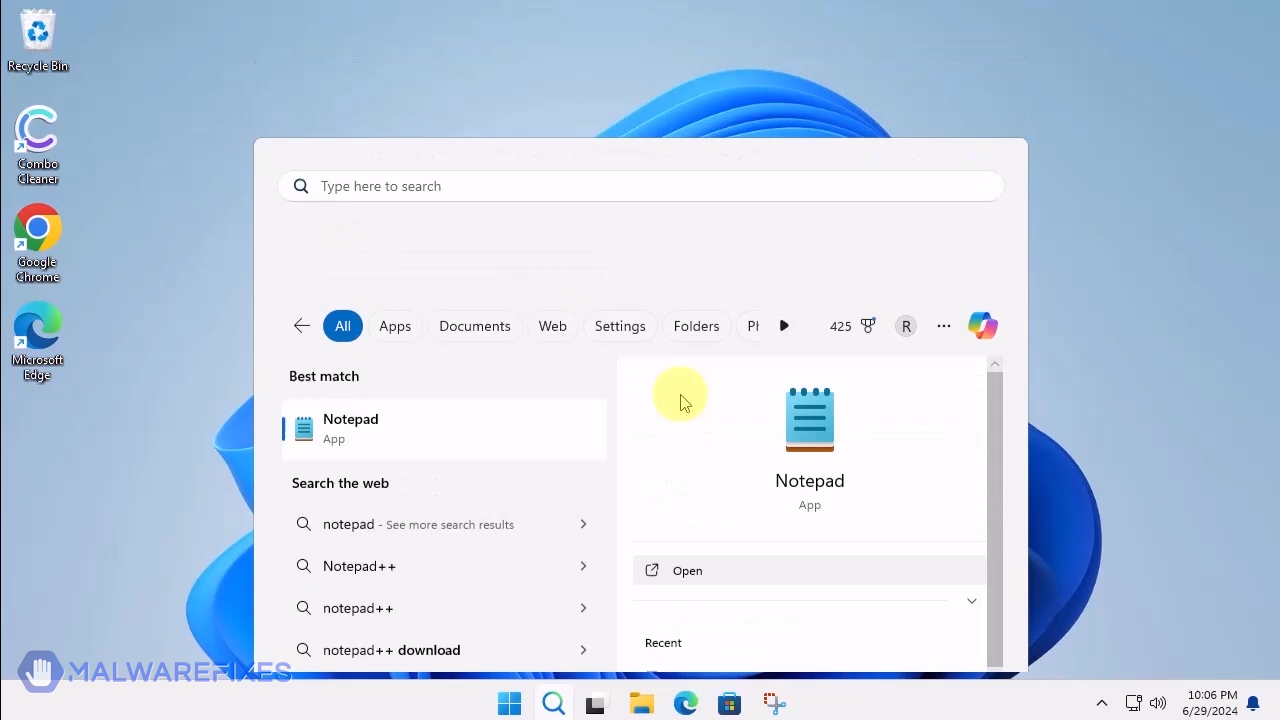 Recycle Bin
Combo
Cleaner
Google
Chrome
Microsoft
Edge
Type here to search
All Apps Documents Web Settings Folders Ph 425 R
Best match
Notepad
App
Search the web
notepad - See more search results
Notepad++
notepad++
notepad++ download
Notepad
App
Open
Recent
MALWAREFIXES
10:06 PM
6/29/2024